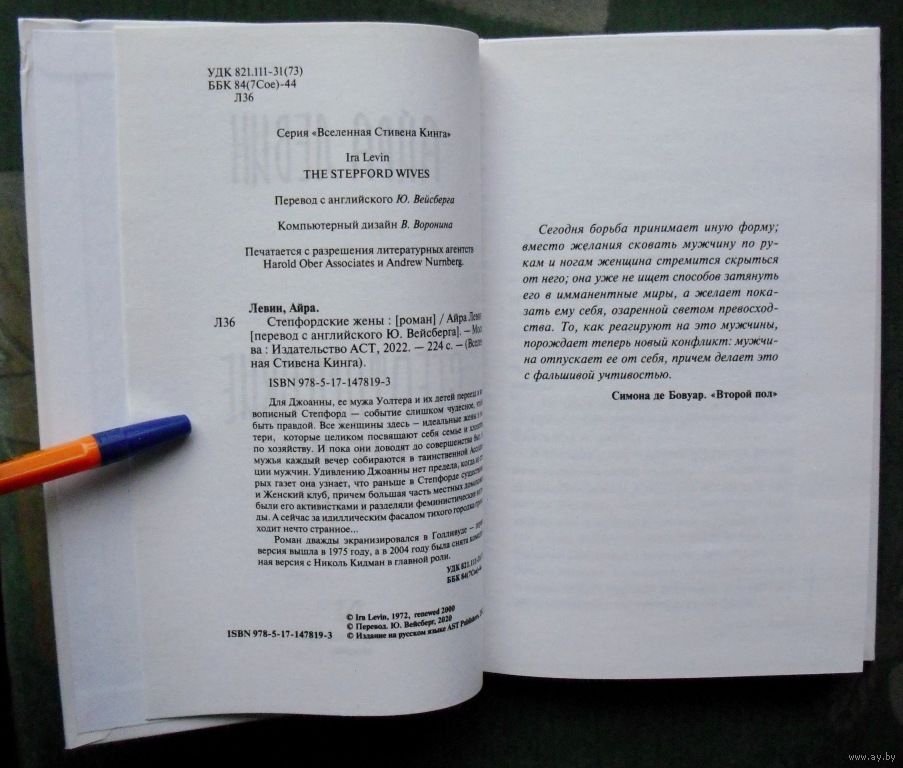 УДК 821.111-31(73)
ББК 84(7Сое)-44
Л36
Серия «Вселенная Стивена Кинга»
Ira Levin
THE STEPFORD WIVES
Перевод с английского Ю. Вейсберга
Компьютерный дизайн В. Воронина
Печатается с разрешения литературных агентств
Harold Ober Associates и Andrew Nurnberg.
Левин, Айра.
Л36 Степфордские жены : [роман] / Айра Левин
[перевод с английского Ю. Вейсберга]. — Мос
ва : Издательство АСТ, 2022. — 224 с. — (Вселе
ная Стивена Кинга).
ISBN 978-5-17-147819-3
Для Джоанны, ее мужа Уолтера и их детей переезд в
вописный Степфорд — событие слишком чудесное,
быть правдой. Все женщины здесь — идеальные жены
тери, которые целиком посвящают себя семье и
по хозяйству. И пока они доводят до совершенства
мужья каждый вечер собираются в таинственной
ции мужчин. Удивлению Джоанны нет предела, когда
рых газет она узнает, что раньше в Степфорде
и Женский клуб, причем большая часть местных
были его активистками и разделяли феминистические
ды. А сейчас за идиллическим фасадом тихого городка
ходит нечто странное...
Роман дважды экранизировался в Голливуде —
версия вышла в 1975 году, а в 2004 году была снята
ная версия с Николь Кидман в главной роли.
УДК 821.111
ББК 84(7Сое)-44
© Ira Levin, 1972, renewed 2000
© Перевод. Ю. Вейсберг, 2020
ISBN 978-5-17-147819-3 © Издание на русском языке AST Publishers,
Сегодня борьба принимает иную форму;
вместо желания сковать мужчину по ру-
кам и ногам женщина стремится скрыться
от него; она уже не ищет способов затянуть
его в имманентные миры, а желает пока-
зать ему себя, озаренной светом превосход-
ства. То, как реагируют на это мужчины,
порождает теперь новый конфликт: мужчи-
на отпускает ее от себя, причем делает это
с фальшивой учтивостью.
Симона де Бовуар. «Второй пол»
www.ay.by